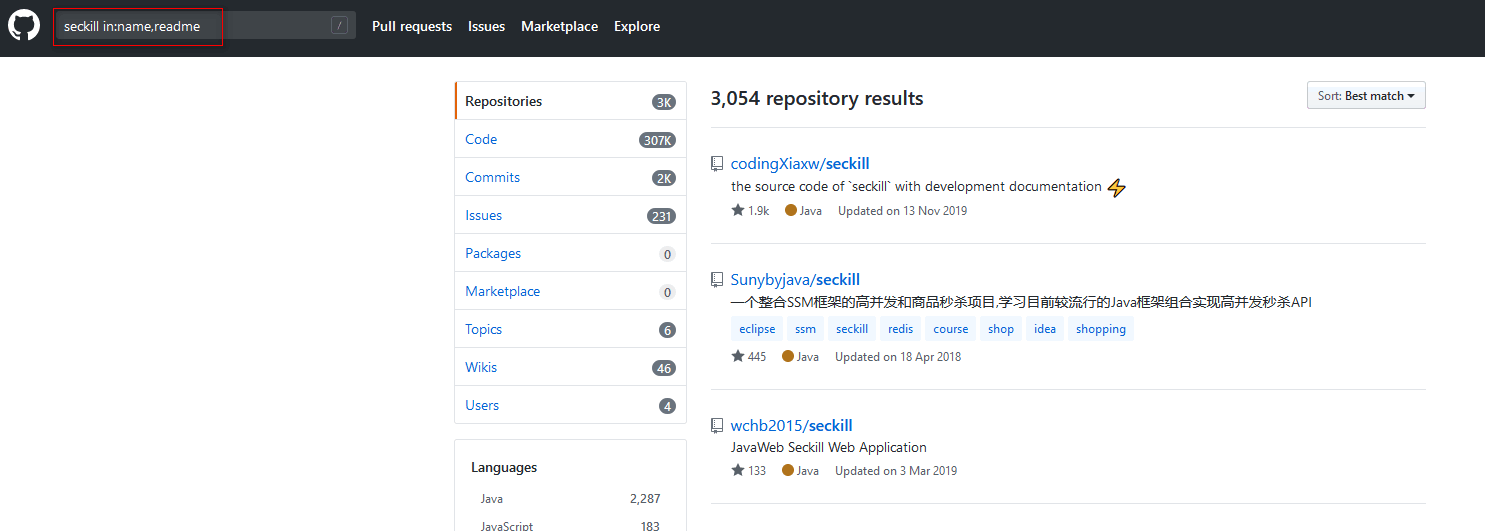 seckill in:name,readme / Pull requests Issues Marketplace Explore
Repositories 3K
Code 307K
Commits 2K
Issues 231
Packages 0
Marketplace 0
Topics 6
Wikis 46
Users 4
Languages
Java 2,287
JavaScript 183
3,054 repository results
Sort: Best match
codingXiaxw/seckill
the source code of `seckill` with development documentation ⚡
1.9k Java Updated on 13 Nov 2019
Sunybyjava/seckill
一个整合SSM框架的高并发和商品秒杀项目,学习目前较流行的Java框架组合实现高并发秒杀API
eclipse ssm seckill redis course shop idea shopping
445 Java Updated on 18 Apr 2018
wchb2015/seckill
JavaWeb Seckill Web Application
133 Java Updated on 3 Mar 2019